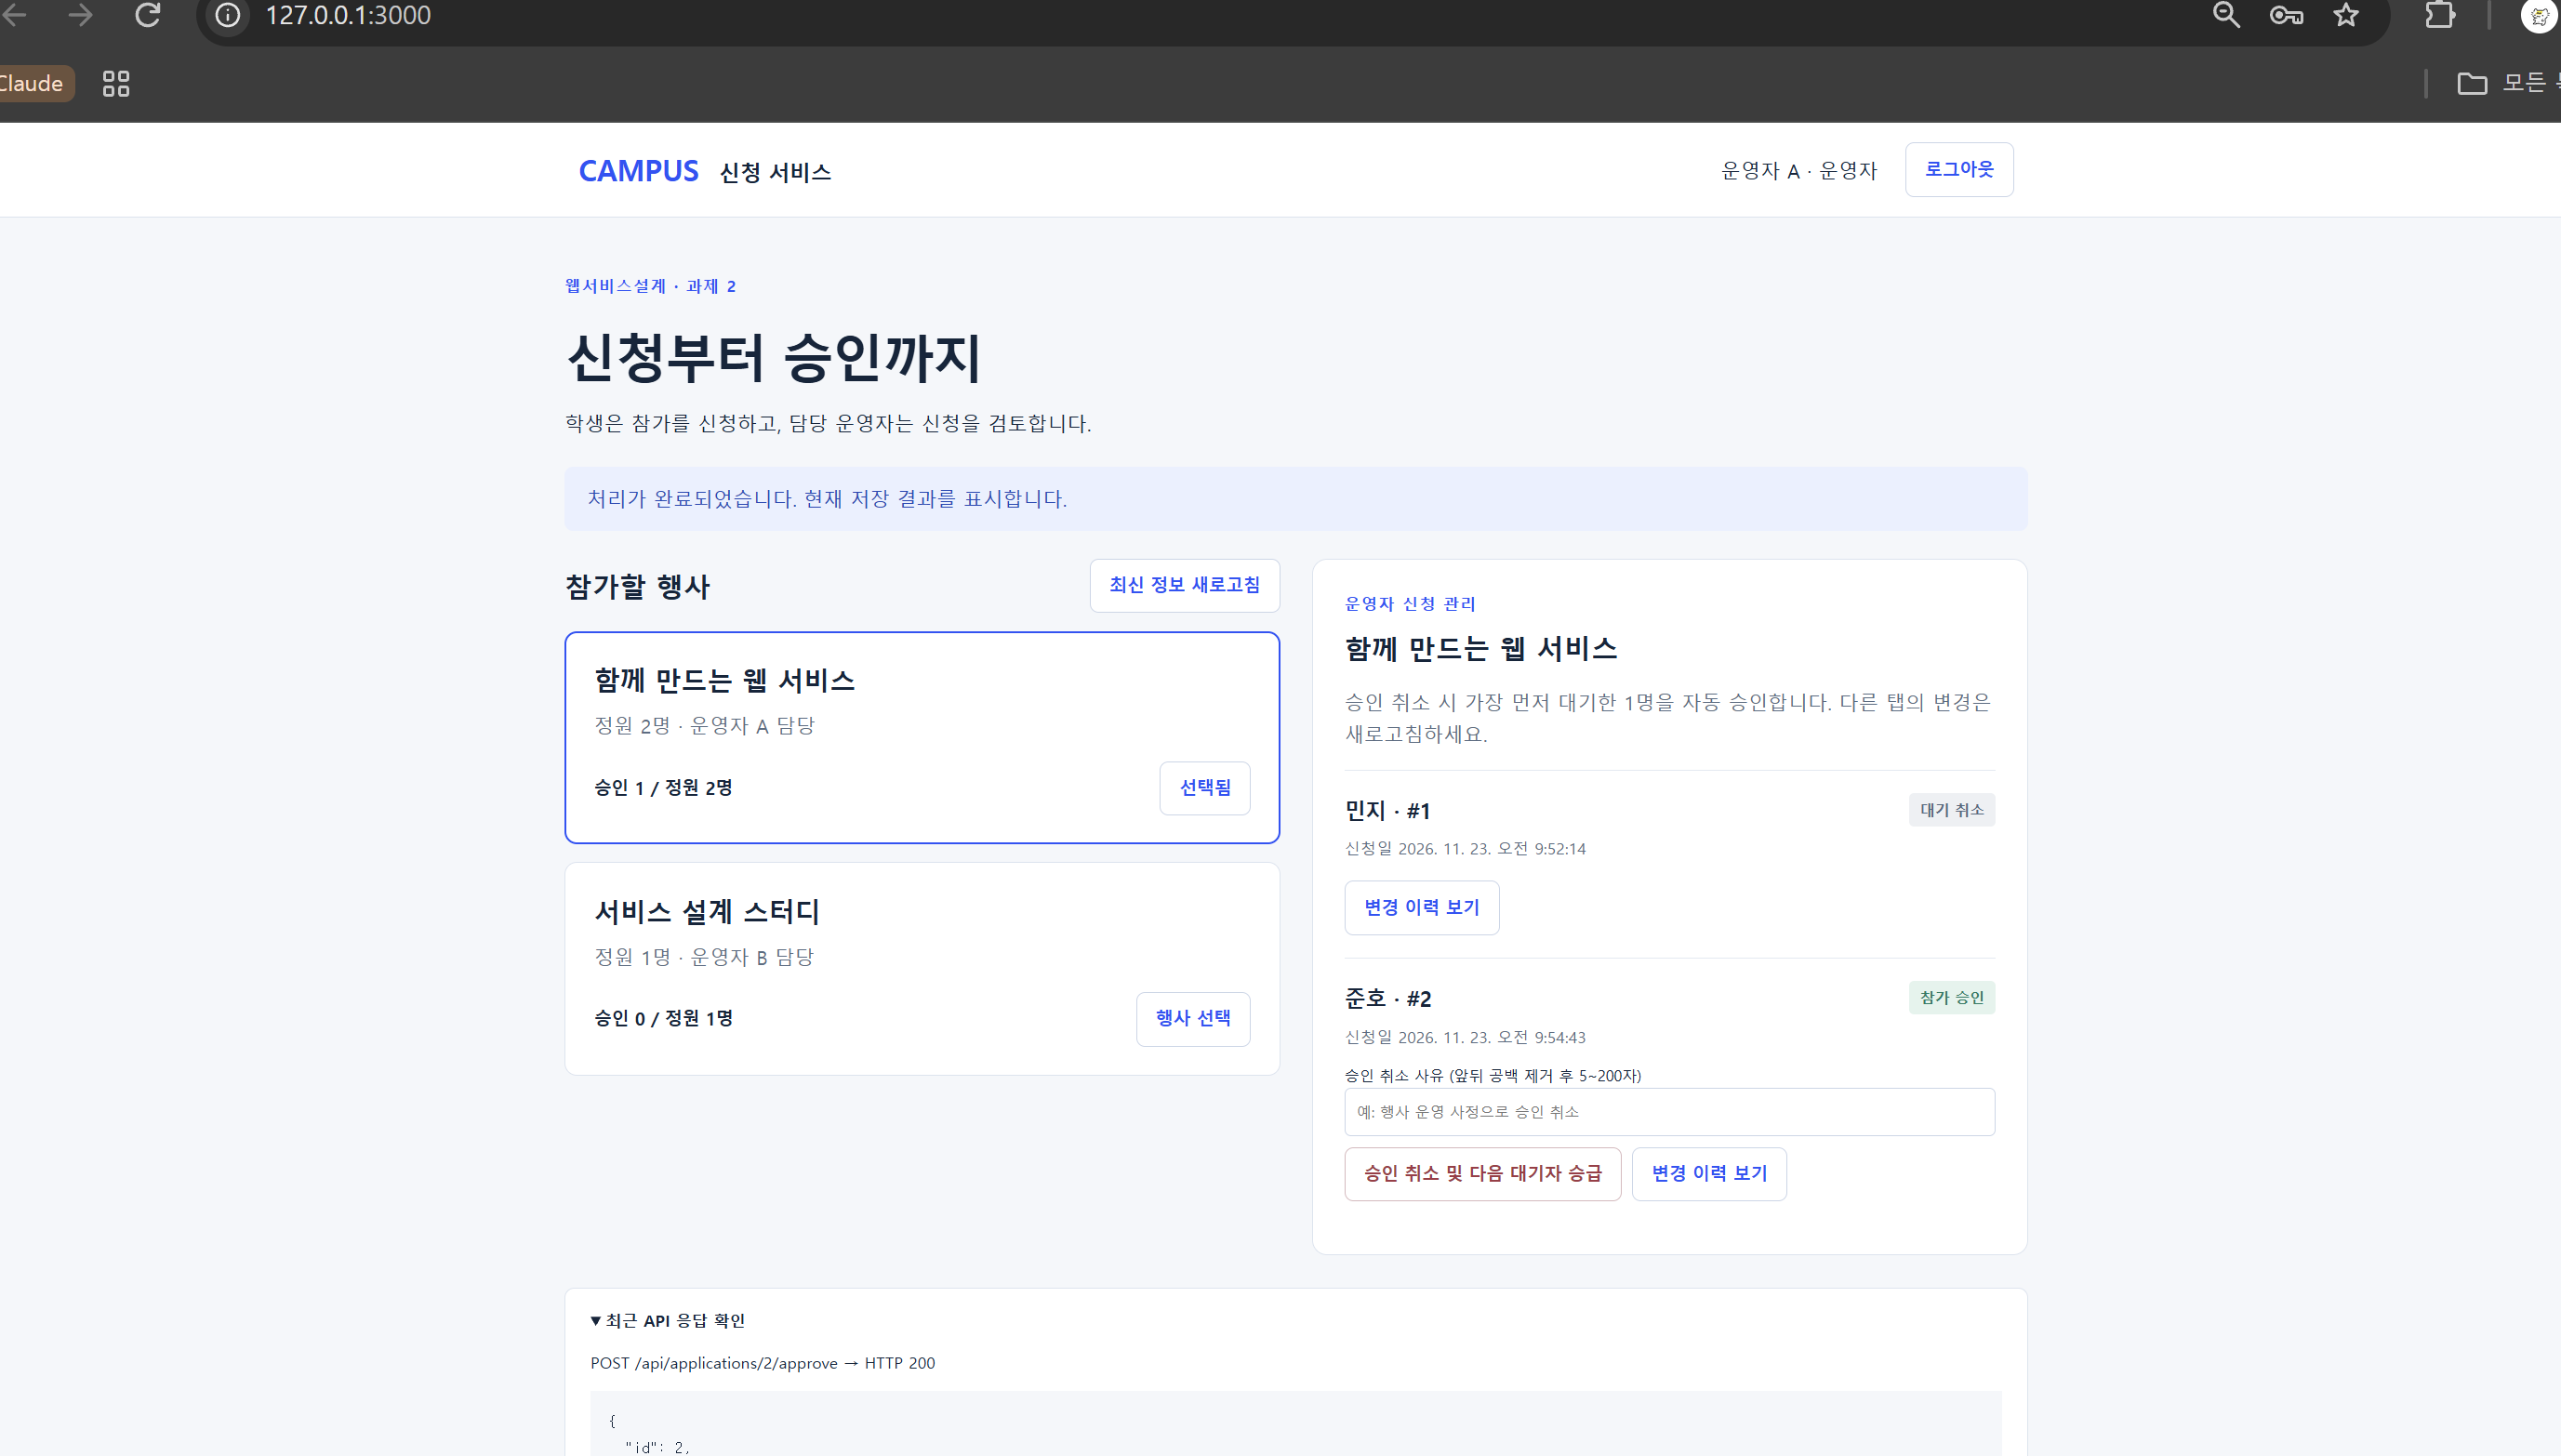 127.0.0.1:3000
Claude
모든
CAMPUS 신청 서비스
운영자 A · 운영자
로그아웃
웹서비스설계 · 과제 2
신청부터 승인까지
학생은 참가를 신청하고, 담당 운영자는 신청을 검토합니다.
처리가 완료되었습니다. 현재 저장 결과를 표시합니다.
참가할 행사
최신 정보 새로고침
함께 만드는 웹 서비스
정원 2명 · 운영자 A 담당
승인 1 / 정원 2명
선택됨
서비스 설계 스터디
정원 1명 · 운영자 B 담당
승인 0 / 정원 1명
행사 선택
운영자 신청 관리
함께 만드는 웹 서비스
승인 취소 시 가장 먼저 대기한 1명을 자동 승인합니다. 다른 탭의 변경은
새로고침하세요.
민지 · #1
대기 취소
신청일 2026. 11. 23. 오전 9:52:14
변경 이력 보기
준호 · #2
참가 승인
신청일 2026. 11. 23. 오전 9:54:43
승인 취소 사유 (앞뒤 공백 제거 후 5~200자)
예: 행사 운영 사정으로 승인 취소
승인 취소 및 다음 대기자 승급
변경 이력 보기
▼ 최근 API 응답 확인
POST /api/applications/2/approve → HTTP 200
{
"id": 2,